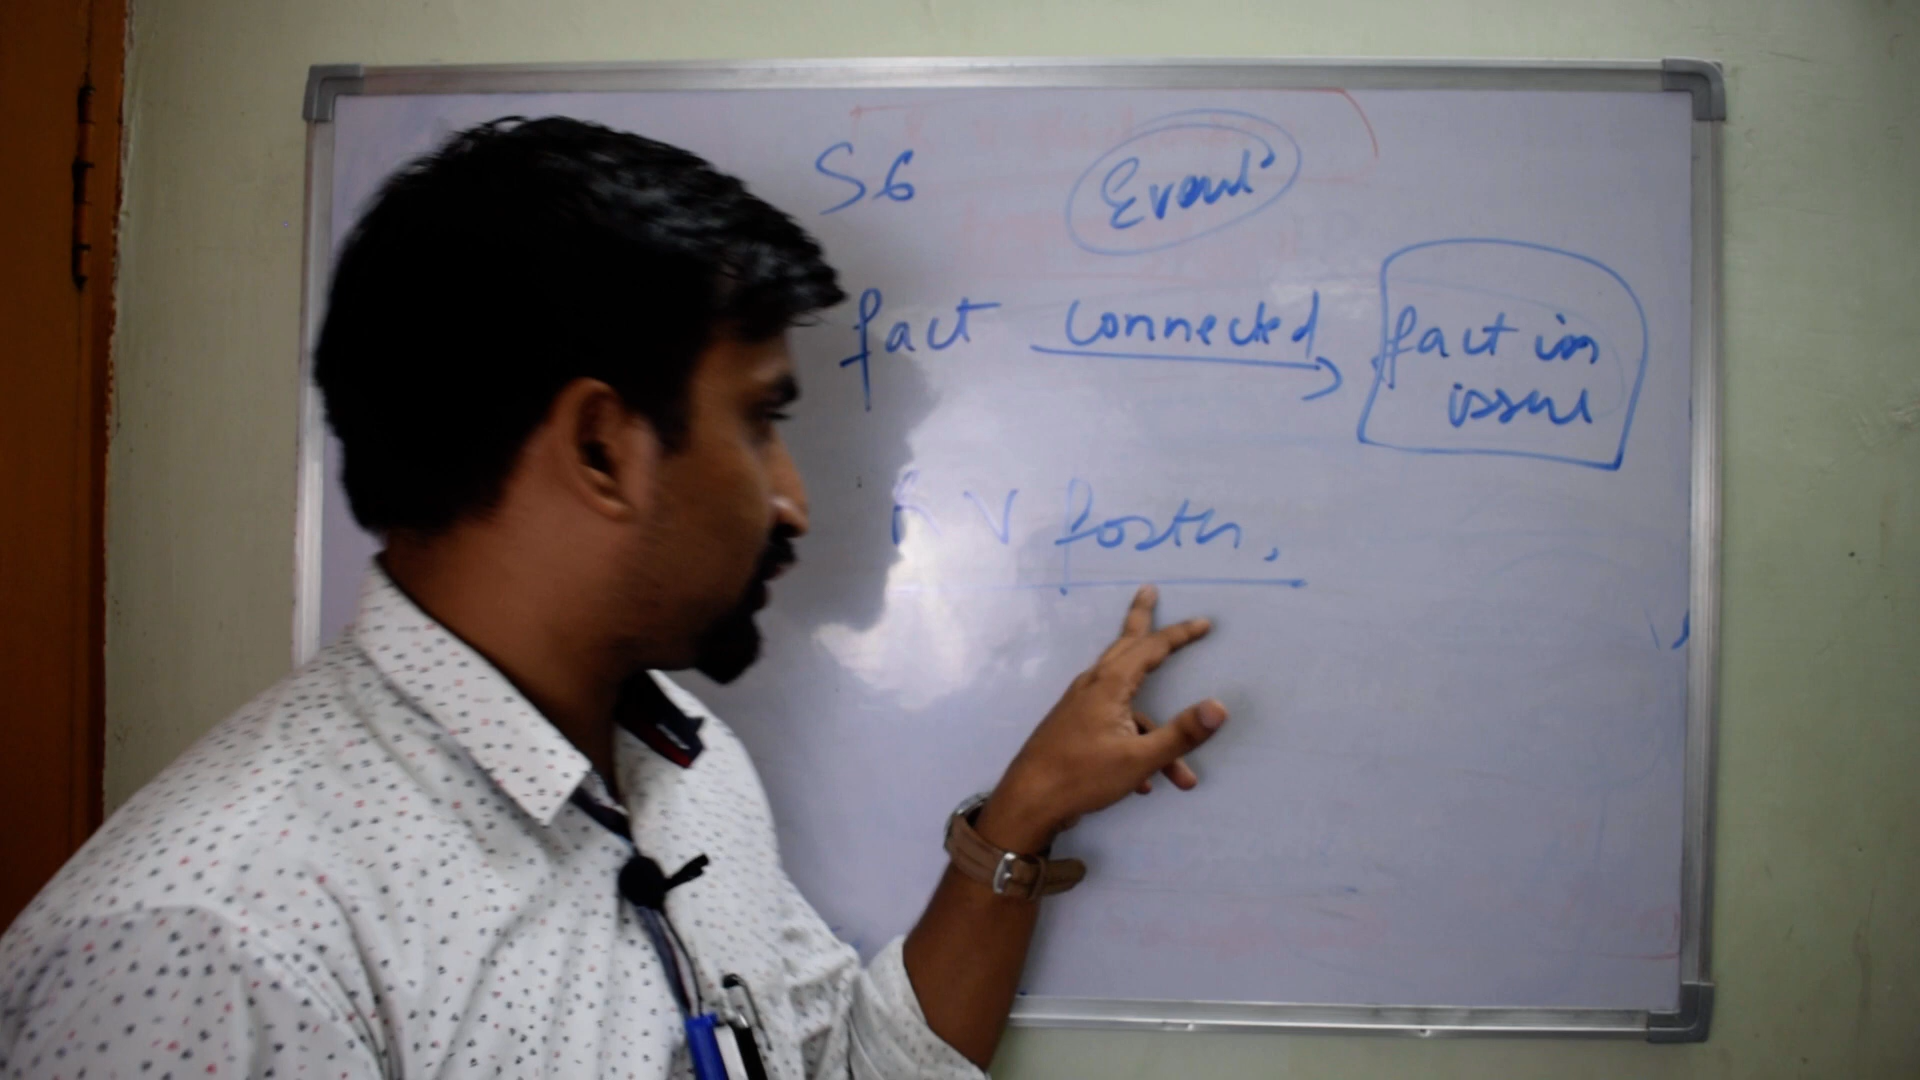 S6
Event
fact connected fact in
issue
R V Foster,